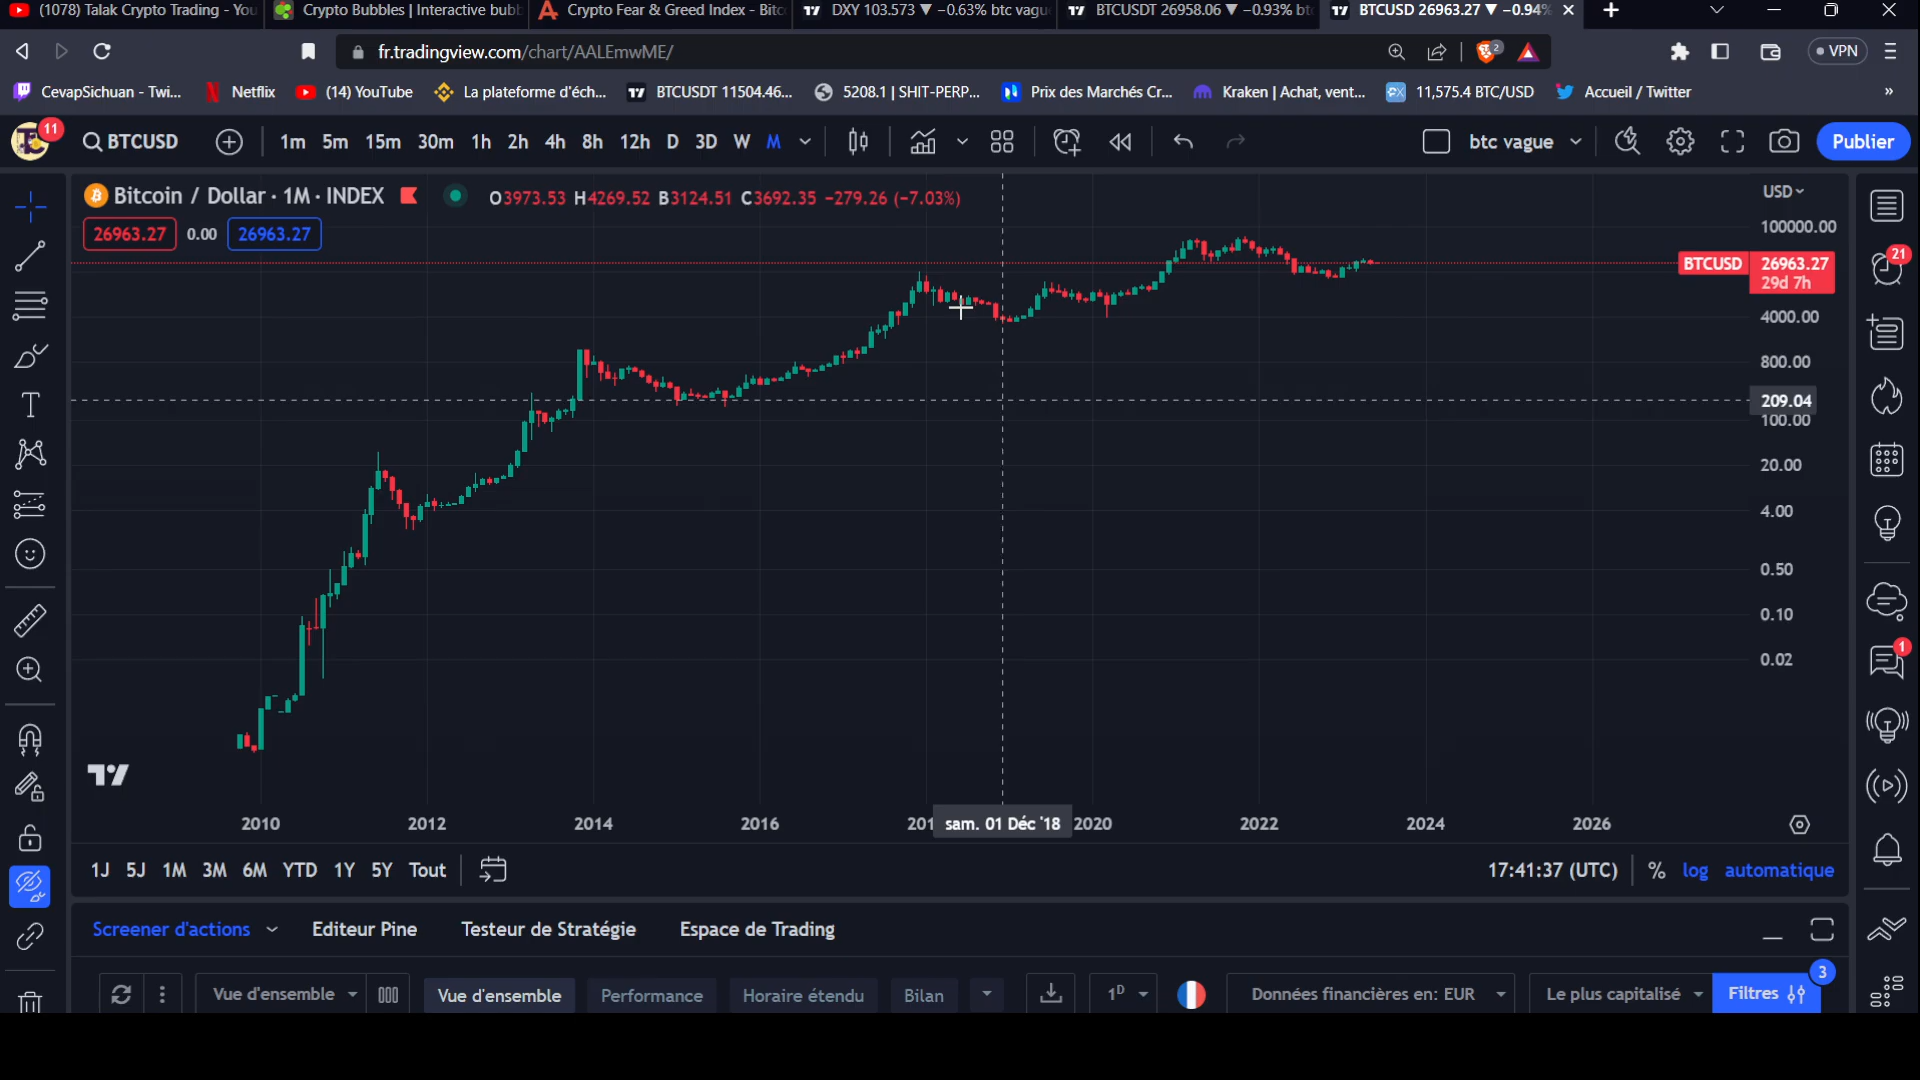 (1078) Talak Crypto Trading - You
Crypto Bubbles | Interactive bubb
Crypto Fear & Greed Index - Bitc
DXY 103.573 ▼ −0.63% btc vagu
BTCUSDT 26958.06 ▼ −0.93% bt
BTCUSD 26963.27 ▼ −0.94%
fr.tradingview.com/chart/AALEmwME/
2
VPN
CevapSichuan - Twi...
Netflix
(14) YouTube
La plateforme d'éch...
BTCUSDT 11504.46...
5208.1 | SHIT-PERP...
Prix des Marchés Cr...
Kraken | Achat, vent...
11,575.4 BTC/USD
Accueil / Twitter
»
11
BTCUSD
1m 5m 15m 30m 1h 2h 4h 8h 12h D 3D W M
btc vague
Publier
Bitcoin / Dollar · 1M · INDEX
O3973.53 H4269.52 B3124.51 C3692.35 −279.26 (−7.03%)
26963.27 0.00 26963.27
USD
100000.00
BTCUSD 26963.27
29d 7h
4000.00
800.00
209.04
100.00
20.00
4.00
0.50
0.10
0.02
21
1
2010 2012 2014 2016 201 sam. 01 Déc '18 2020 2022 2024 2026
1J 5J 1M 3M 6M YTD 1Y 5Y Tout
17:41:37 (UTC) % log automatique
Screener d'actions Editeur Pine Testeur de Stratégie Espace de Trading
Vue d'ensemble Vue d'ensemble Performance Horaire étendu Bilan 1D Données financières en: EUR Le plus capitalisé Filtres 3